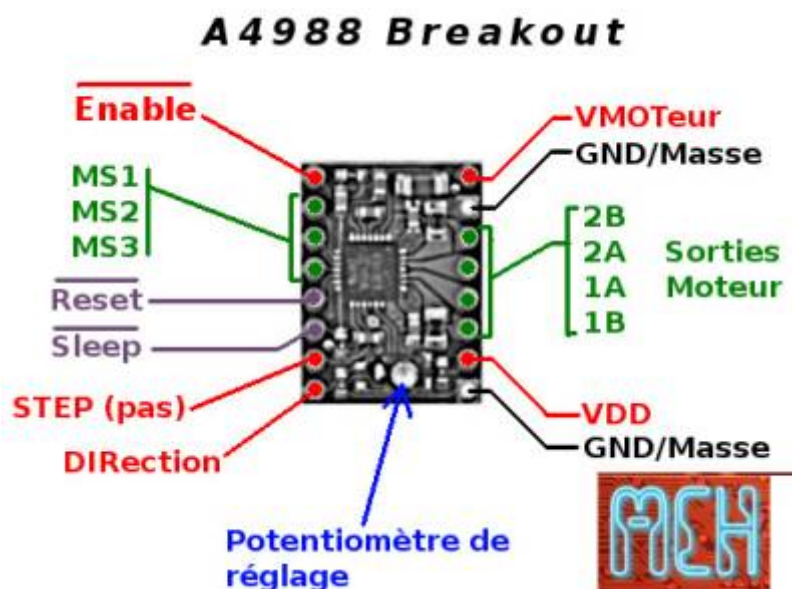 A4988 Breakout
Enable
MS1
MS2
MS3
Reset
Sleep
STEP (pas)
DIRection
Potentiomètre de
réglage
VMOTeur
GND/Masse
2B
2A Sorties
1A Moteur
1B
VDD
GND/Masse
MCH